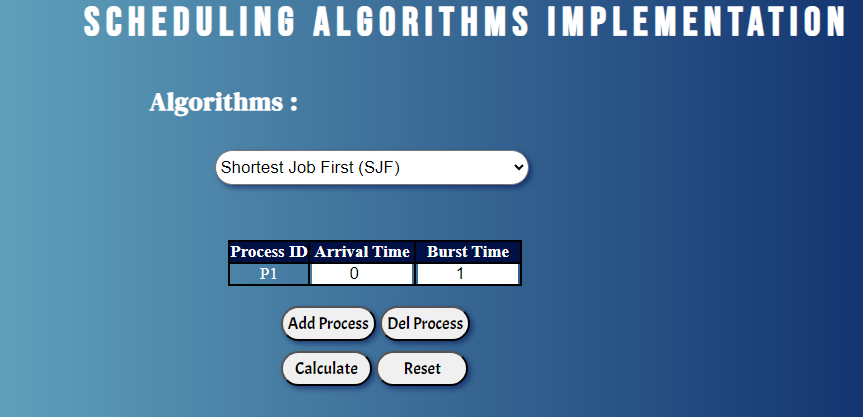 SCHEDULING ALGORITHMS IMPLEMENTATION
Algorithms :
Shortest Job First (SJF)
Process ID Arrival Time Burst Time
P1 0 1
Add Process Del Process
Calculate Reset